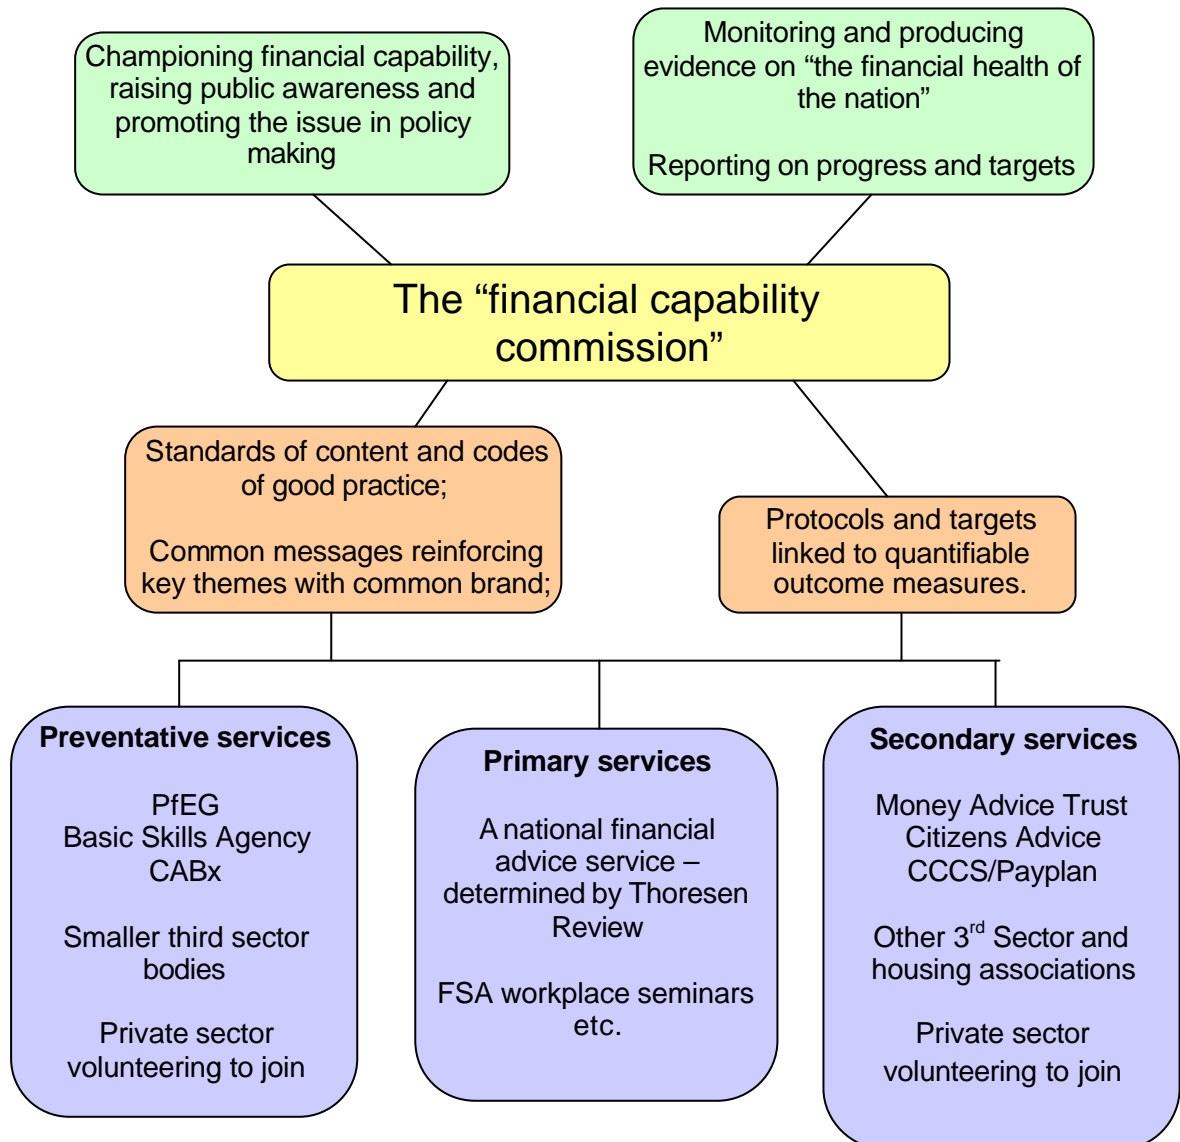 Championing financial capability,
raising public awareness and
promoting the issue in policy
making
Monitoring and producing
evidence on “the financial health of
the nation”
Reporting on progress and targets
The “financial capability
commission”
Standards of content and codes
of good practice;
Common messages reinforcing
key themes with common brand;
Protocols and targets
linked to quantifiable
outcome measures.
Preventative services
PfEG
Basic Skills Agency
CABx
Smaller third sector
bodies
Private sector
volunteering to join
Primary services
A national financial
advice service –
determined by Thoresen
Review
FSA workplace seminars
etc.
Secondary services
Money Advice Trust
Citizens Advice
CCCS/Payplan
Other 3rd Sector and
housing associations
Private sector
volunteering to join